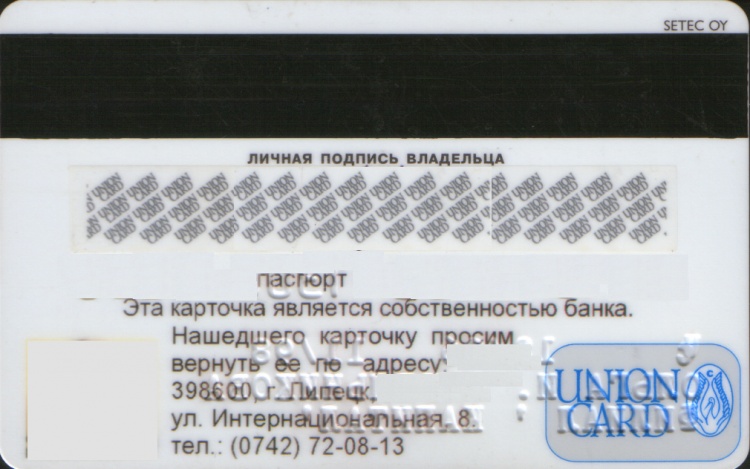 SETEC OY
ЛИЧНАЯ ПОДПИСЬ ВЛАДЕЛЬЦА
паспорт
Эта карточка является собственностью банка.
Нашедшего карточку просим
вернуть ее по адресу:
398600, г. Липецк,
ул. Интернациональная, 8.
тел.: (0742) 72-08-13
UNION
CARD